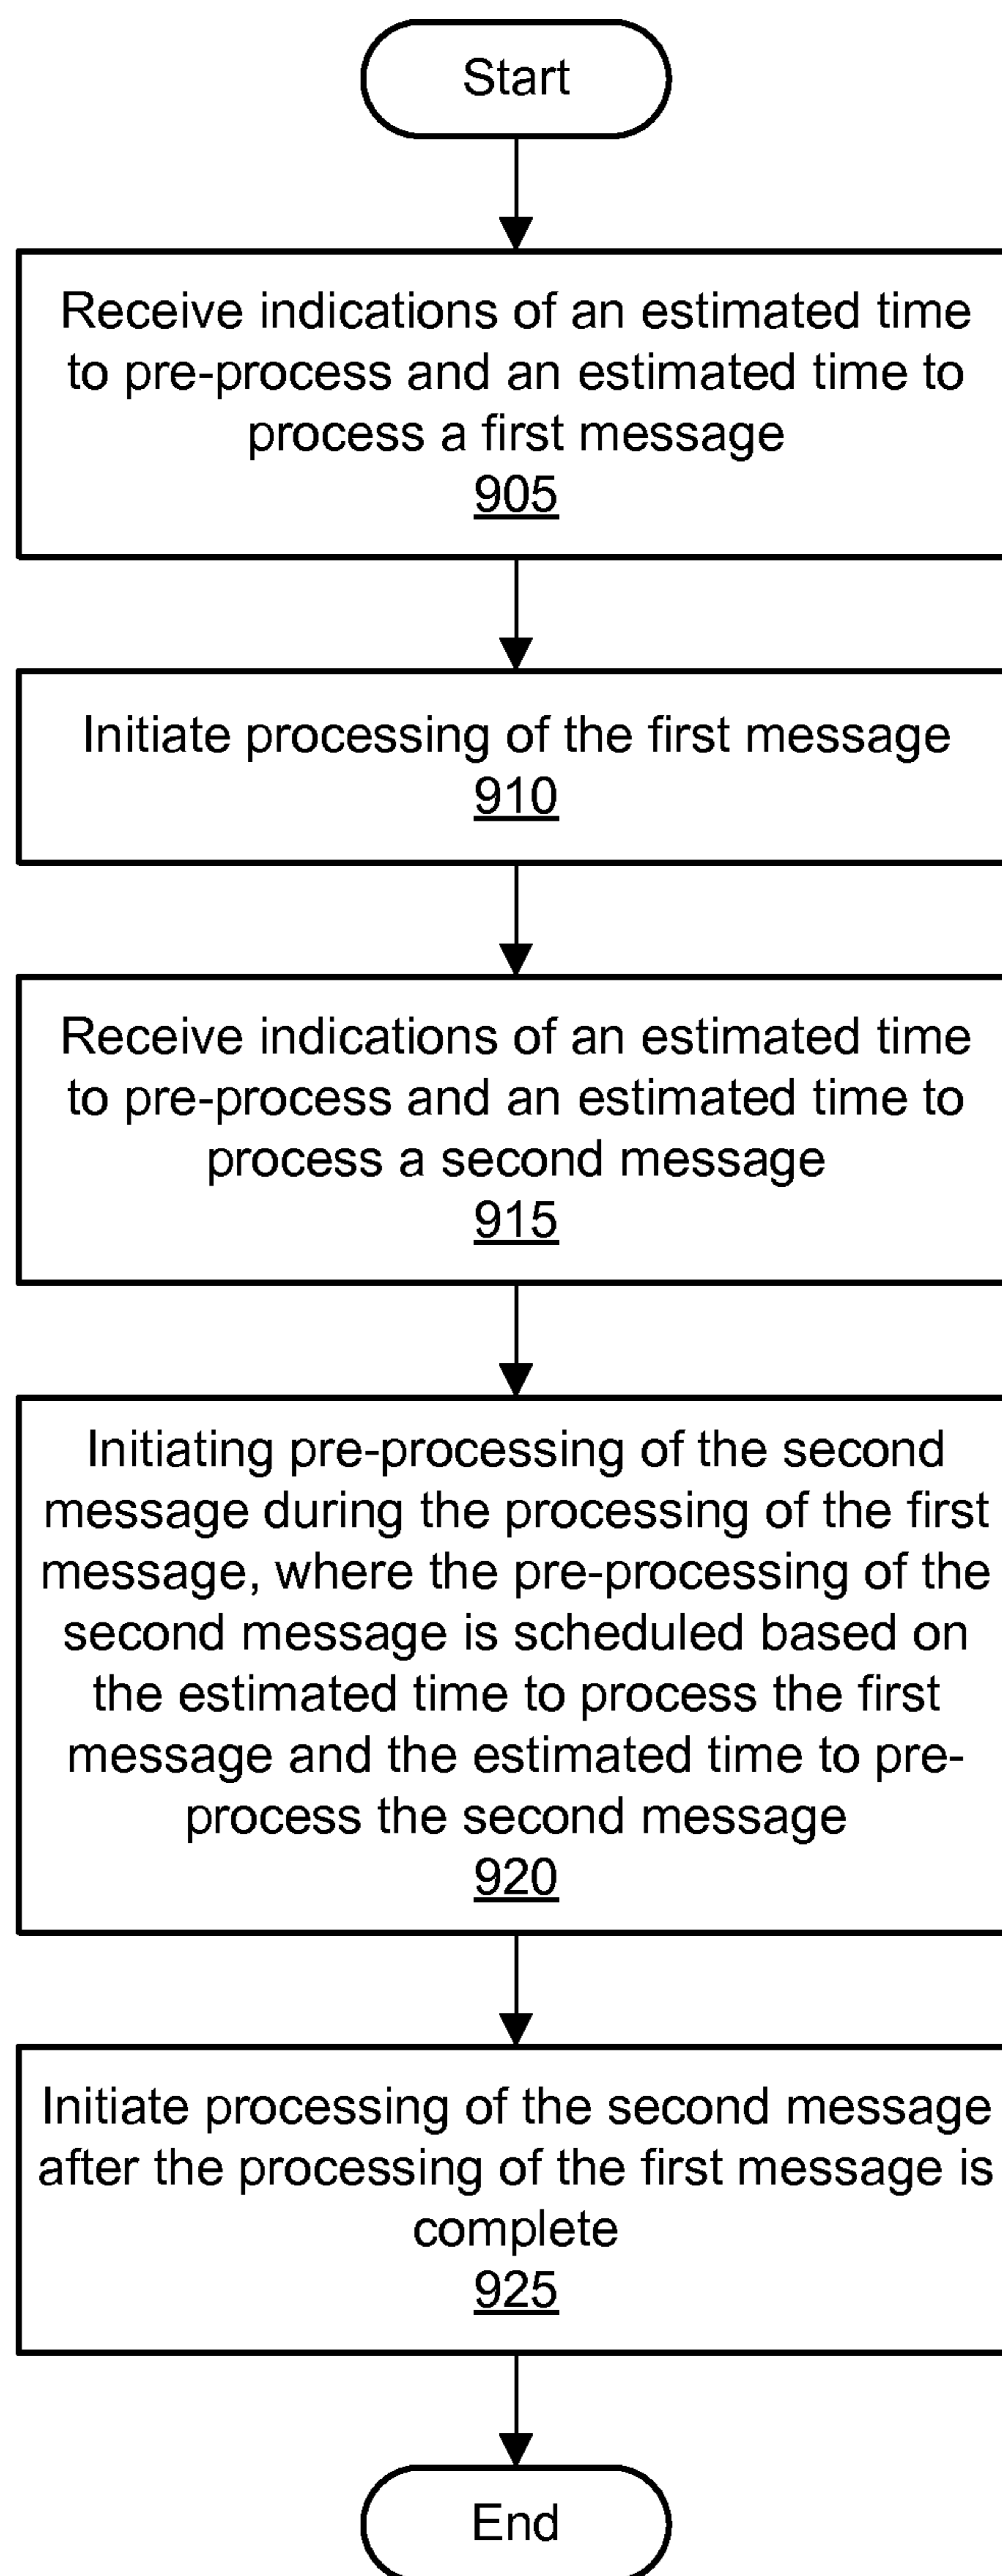 Start
Receive indications of an estimated time
to pre-process and an estimated time to
process a first message
905
Initiate processing of the first message
910
Receive indications of an estimated time
to pre-process and an estimated time to
process a second message
915
Initiating pre-processing of the second
message during the processing of the first
message, where the pre-processing of the
second message is scheduled based on
the estimated time to process the first
message and the estimated time to pre-
process the second message
920
Initiate processing of the second message
after the processing of the first message is
complete
925
End